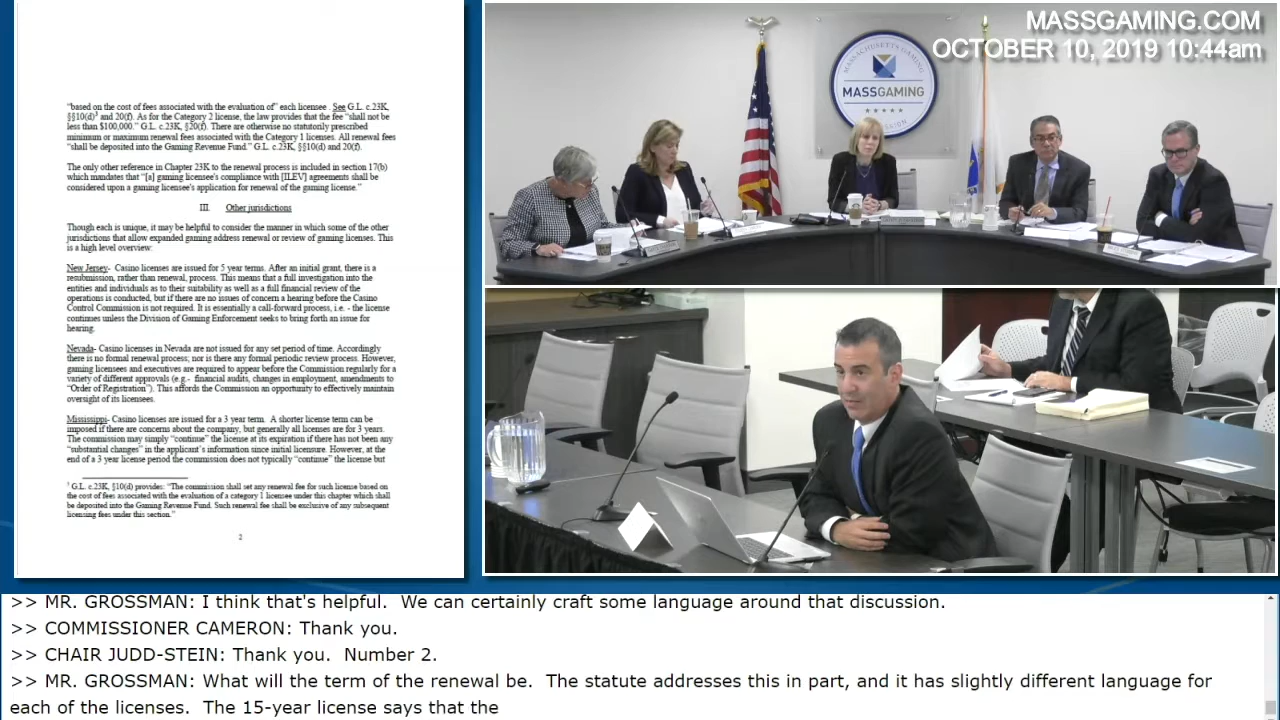 "based on the cost of fees associated with the evaluation of" each licensee . See G.L. c.23K,
§§10(d)³ and 20(f). As for the Category 2 license, the law provides that the fee "shall not be
less than $100,000." G.L. c.23K, §20(f). There are otherwise no statutorily prescribed
minimum or maximum renewal fees associated with the Category 1 licenses. All renewal fees
"shall be deposited into the Gaming Revenue Fund." G.L. c.23K, §§10(d) and 20(f).
The only other reference in Chapter 23K to the renewal process is included in section 17(b)
which mandates that "[a] gaming licensee's compliance with [ILEV] agreements shall be
considered upon a gaming licensee's application for renewal of the gaming license."
III. Other jurisdictions
Though each is unique, it may be helpful to consider the manner in which some of the other
jurisdictions that allow expanded gaming address renewal or review of gaming licenses. This
is a high level overview:
New Jersey- Casino licenses are issued for 5 year terms. After an initial grant, there is a
resubmission, rather than renewal, process. This means that a full investigation into the
entities and individuals as to their suitability as well as a full financial review of the
operations is conducted, but if there are no issues of concern a hearing before the Casino
Control Commission is not required. It is essentially a call-forward process, i.e. - the license
continues unless the Division of Gaming Enforcement seeks to bring forth an issue for
hearing.
Nevada- Casino licenses in Nevada are not issued for any set period of time. Accordingly
there is no formal renewal process; nor is there any formal periodic review process. However,
gaming licensees and executives are required to appear before the Commission regularly for a
variety of different approvals (e.g.- financial audits, changes in employment, amendments to
"Order of Registration"). This affords the Commission an opportunity to effectively maintain
oversight of its licensees.
Mississippi- Casino licenses are issued for a 3 year term. A shorter license term can be
imposed if there are concerns about the company, but generally all licenses are for 3 years.
The commission may simply "continue" the license at its expiration if there has not been any
"substantial changes" in the applicant's information since initial licensure. However, at the
end of a 3 year license period the commission does not typically "continue" the license but
³ G.L. c.23K, §10(d) provides: "The commission shall set any renewal fee for such license based on
the cost of fees associated with the evaluation of a category 1 licensee under this chapter which shall
be deposited into the Gaming Revenue Fund. Such renewal fee shall be exclusive of any subsequent
licensing fees under this section."
2
MASSGAMING.COM
OCTOBER 10, 2019 10:44am
MASSACHUSETTS GAMING
MASSGAMING
>> MR. GROSSMAN: I think that's helpful. We can certainly craft some language around that discussion.
>> COMMISSIONER CAMERON: Thank you.
>> CHAIR JUDD-STEIN: Thank you. Number 2.
>> MR. GROSSMAN: What will the term of the renewal be. The statute addresses this in part, and it has slightly different language for
each of the licenses. The 15-year license says that the